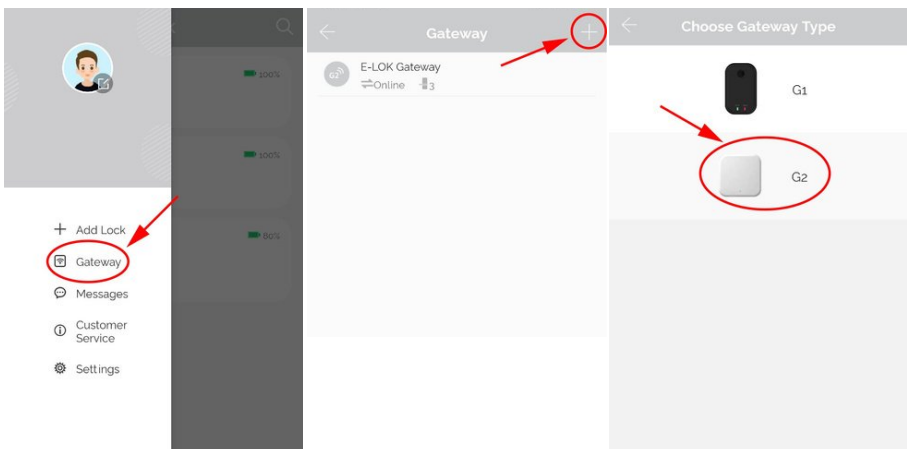 100%
100%
80%
Add Lock
Gateway
Messages
Customer
Service
Settings
Gateway
E-LOK Gateway
Online 3
Choose Gateway Type
G1
G2